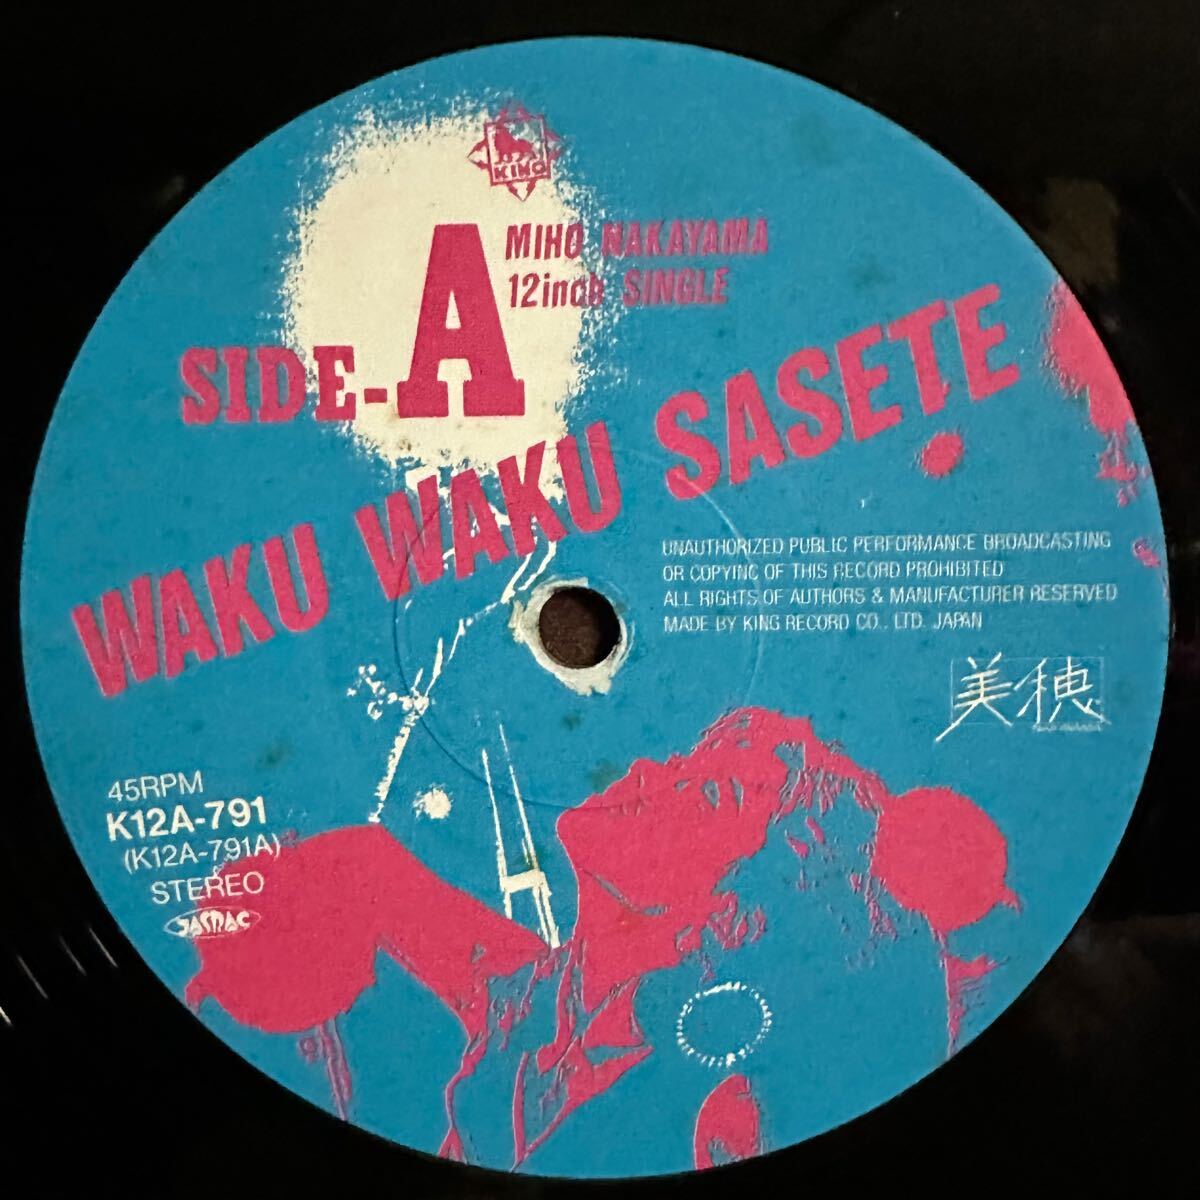 KING
MIHO NAKAYAMA
12inch SINGLE
SIDE-A
WAKU WAKU SASETE
UNAUTHORIZED PUBLIC PERFORMANCE BROADCASTING
OR COPYING OF THIS RECORD PROHIBITED
ALL RIGHTS OF AUTHORS & MANUFACTURER RESERVED
MADE BY KING RECORD CO., LTD. JAPAN
美穂
45RPM
K12A-791
(K12A-791A)
STEREO
JASRAC